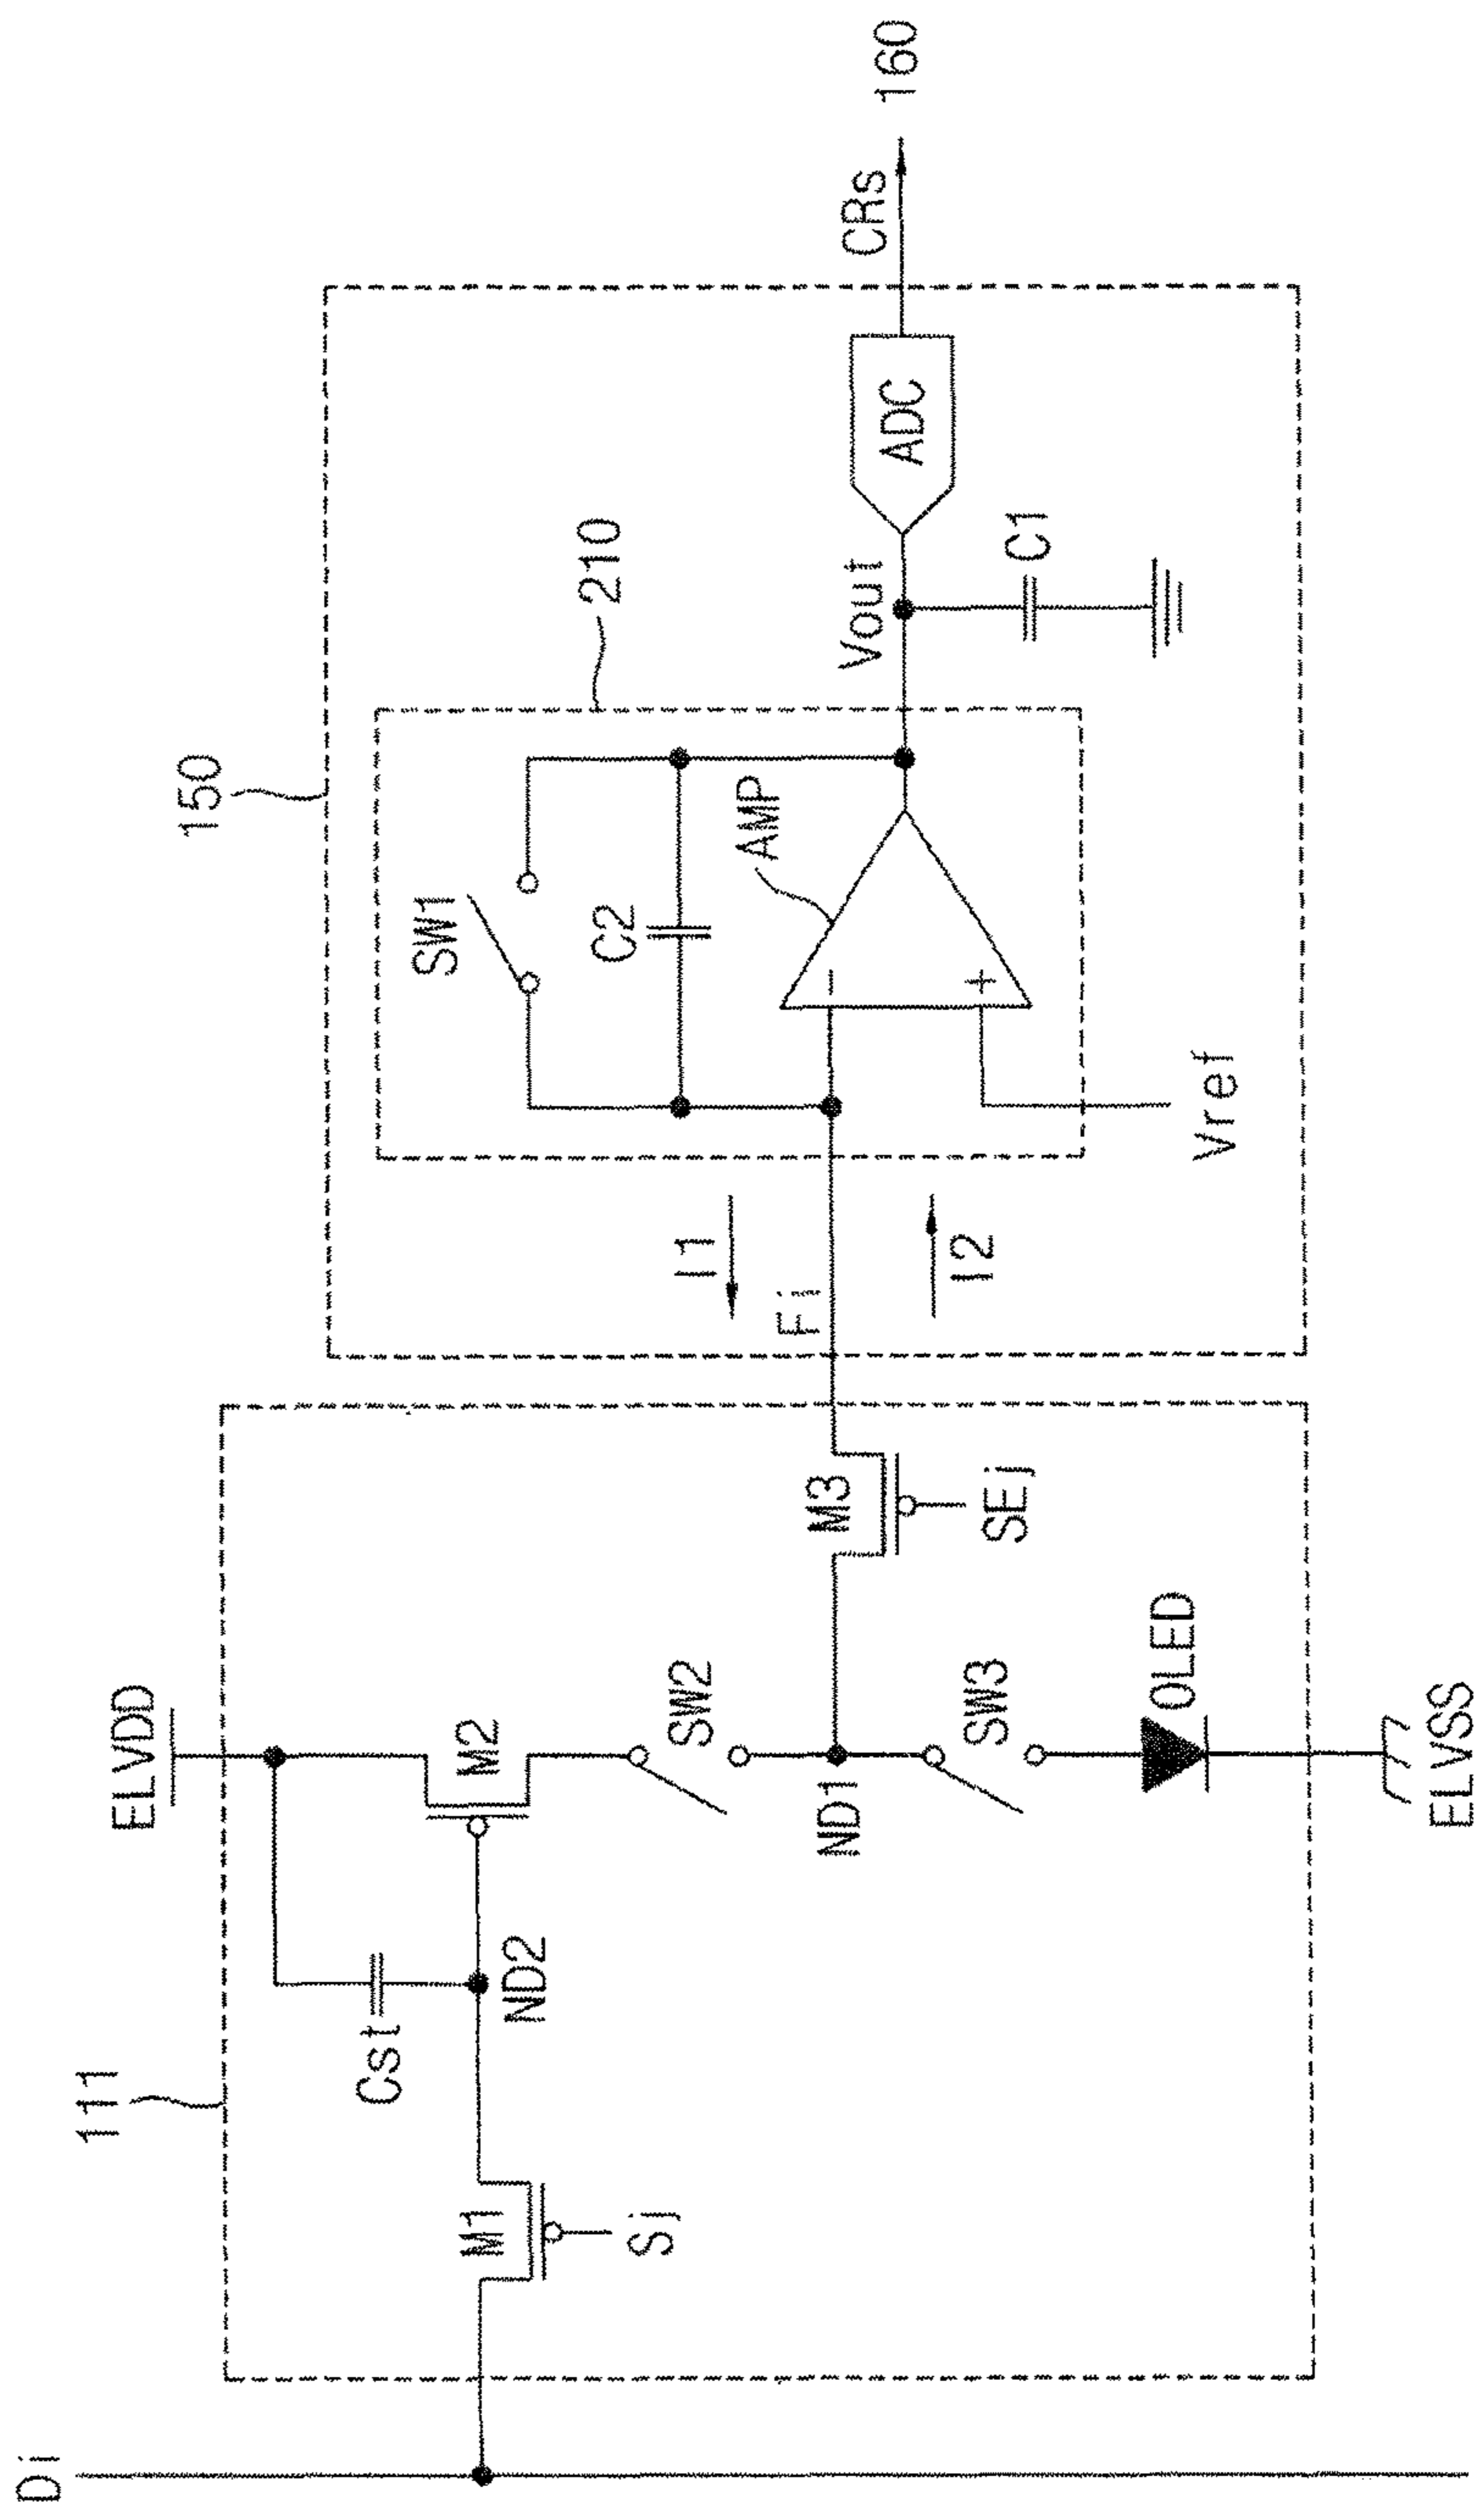 Di
111
ELVDD
Cst
M1
Sj
ND2
M2
SW2
ND1
SW3
M3
SEj
OLED
ELVSS
150
210
SW1
C2
AMP
-
+
I1
Fi
I2
Vref
Vout
C1
ADC
CRs
160